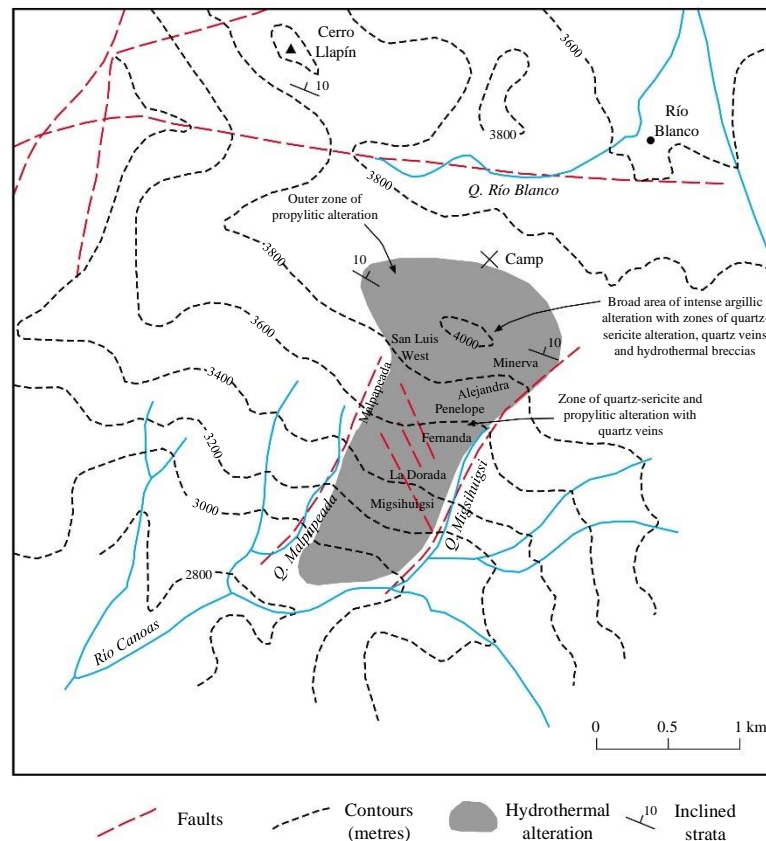 Cerro
Llapín
10
3600
3800
Río
Blanco
Q. Río Blanco
3800
Outer zone of
propylitic alteration
10
Camp
3800
Broad area of intense argillic
alteration with zones of quartz-
sericite alteration, quartz veins
and hydrothermal breccias
4000
San Luis
West
10
Minerva
3600
Malpapeada
Alejandra
Penelope
Zone of quartz-sericite and
propylitic alteration with
quartz veins
3400
Fernanda
3200
La Dorada
Migsihuigsi
3000
Q. Malpapeada
Q. Migsihuigsi
2800
Río Canoas
0 0.5 1 km
Faults
Contours
(metres)
Hydrothermal
alteration
10
Inclined
strata